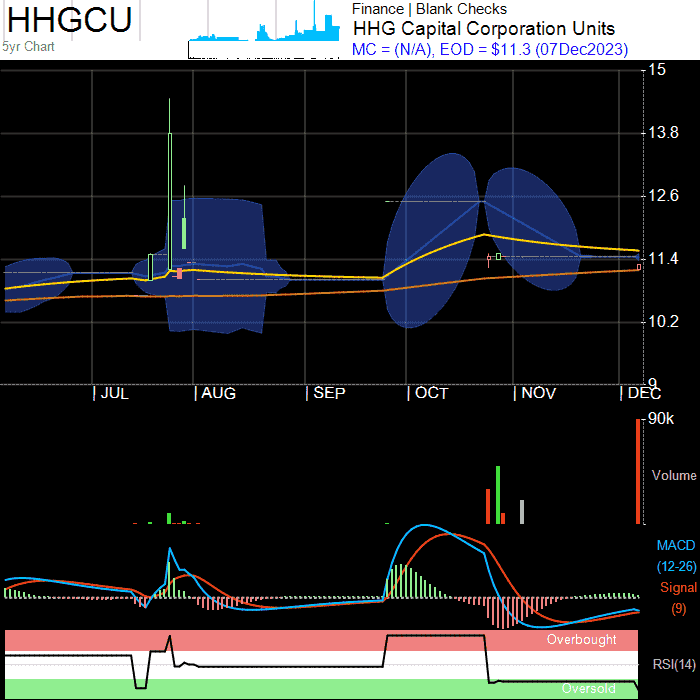 HHGCU
5yr Chart
Finance | Blank Checks
HHG Capital Corporation Units
MC = (N/A), EOD = $11.3 (07Dec2023)
15
13.8
12.6
11.4
10.2
9
JUL
AUG
SEP
OCT
NOV
DEC
90k
Volume
MACD
(12-26)
Signal
(9)
Overbought
RSI(14)
Oversold